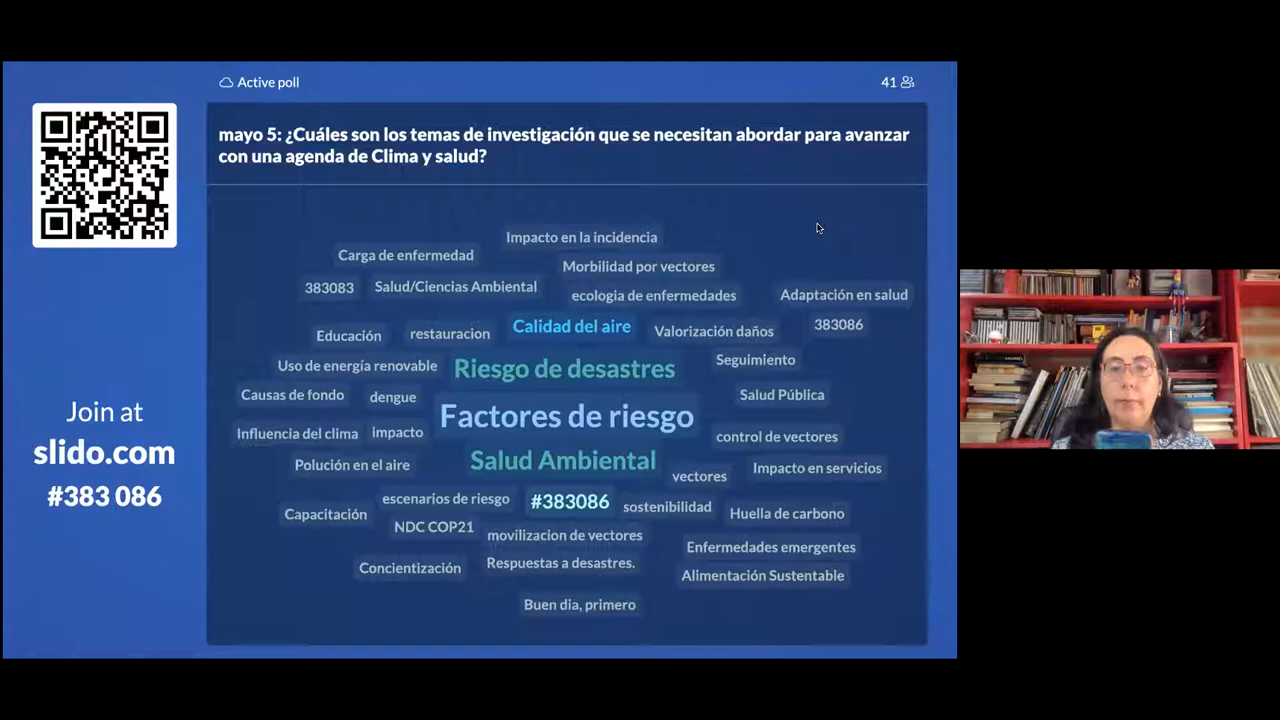 Active poll
41
mayo 5: ¿Cuáles son los temas de investigación que se necesitan abordar para avanzar
con una agenda de Clima y salud?
Join at
slido.com
#383 086
Impacto en la incidencia
Carga de enfermedad
Morbilidad por vectores
383083
Salud/Ciencias Ambiental
ecologia de enfermedades
Adaptación en salud
Educación
restauracion
Calidad del aire
Valorización daños
383086
Uso de energía renovable
Riesgo de desastres
Seguimiento
Causas de fondo
dengue
Factores de riesgo
Salud Pública
Influencia del clima
impacto
control de vectores
Polución en el aire
Salud Ambiental
vectores
Impacto en servicios
Capacitación
escenarios de riesgo
#383086
sostenibilidad
Huella de carbono
NDC COP21
movilizacion de vectores
Enfermedades emergentes
Concientización
Respuestas a desastres.
Alimentación Sustentable
Buen dia, primero